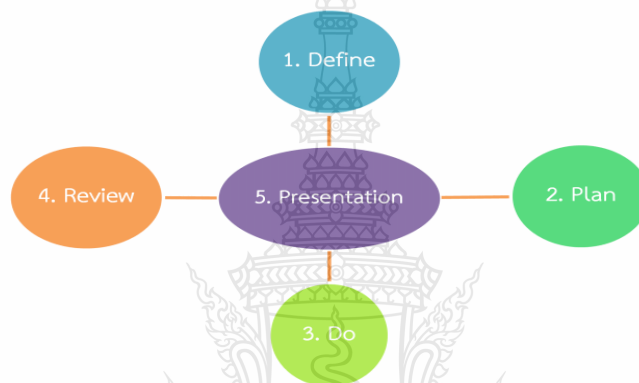 1. Define
4. Review
5. Presentation
2. Plan
3. Do